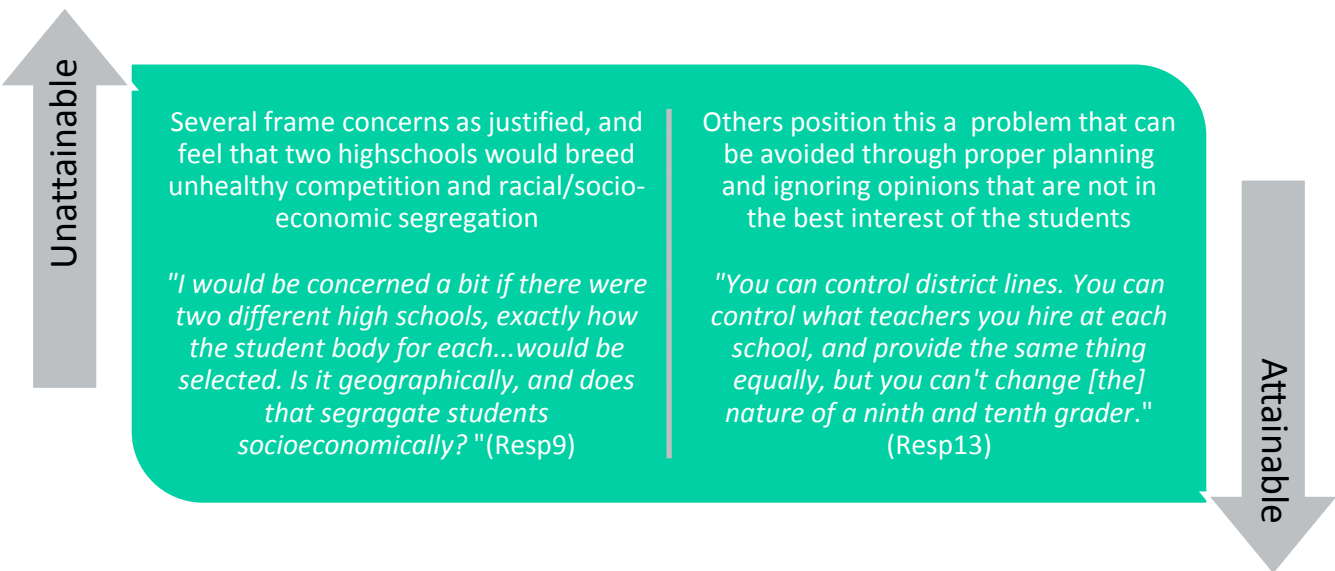 Unattainable
Several frame concerns as justified, and
feel that two highschools would breed
unhealthy competition and racial/socio-
economic segregation
"I would be concerned a bit if there were
two different high schools, exactly how
the student body for each...would be
selected. Is it geographically, and does
that segragate students
socioeconomically? "(Resp9)
Others position this a  problem that can
be avoided through proper planning
and ignoring opinions that are not in
the best interest of the students
"You can control district lines. You can
control what teachers you hire at each
school, and provide the same thing
equally, but you can't change [the]
nature of a ninth and tenth grader."
(Resp13)
Attainable